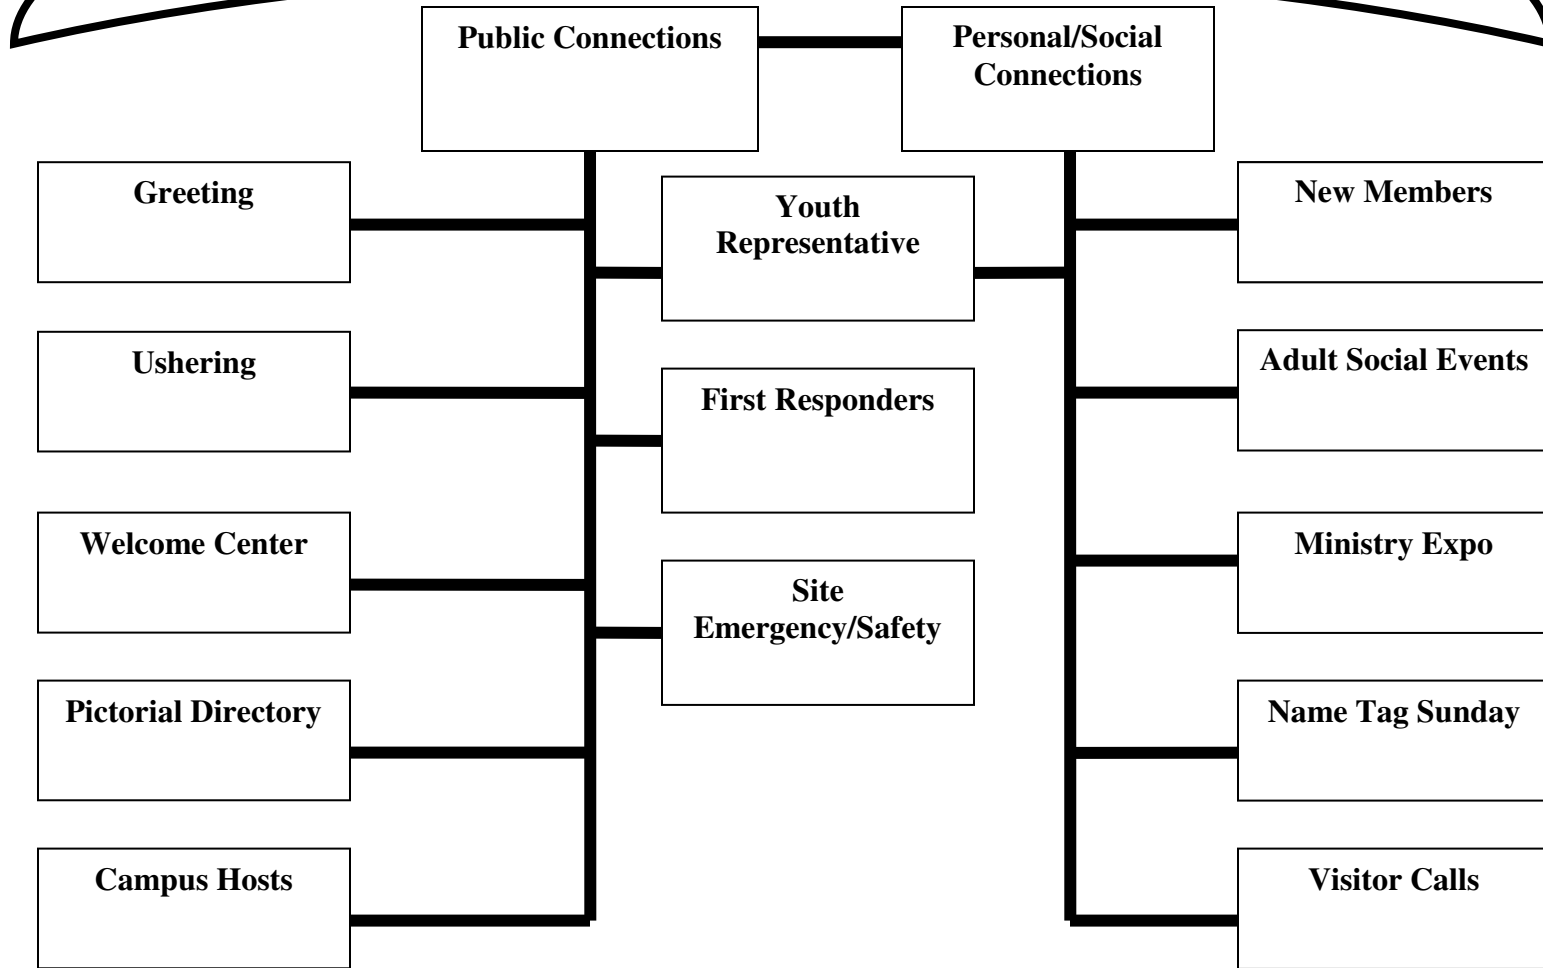 Public Connections
Personal/Social
Connections
Greeting
Youth
Representative
New Members
Ushering
First Responders
Adult Social Events
Welcome Center
Site
Emergency/Safety
Ministry Expo
Pictorial Directory
Name Tag Sunday
Campus Hosts
Visitor Calls